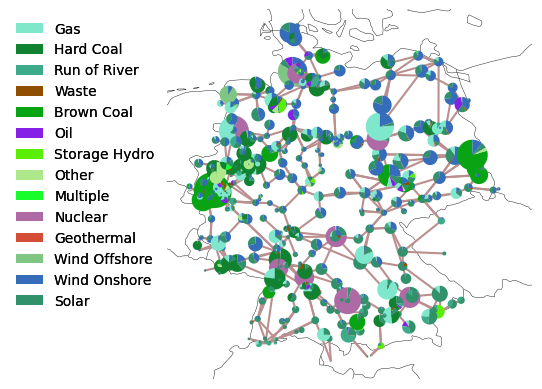 Gas
Hard Coal
Run of River
Waste
Brown Coal
Oil
Storage Hydro
Other
Multiple
Nuclear
Geothermal
Wind Offshore
Wind Onshore
Solar